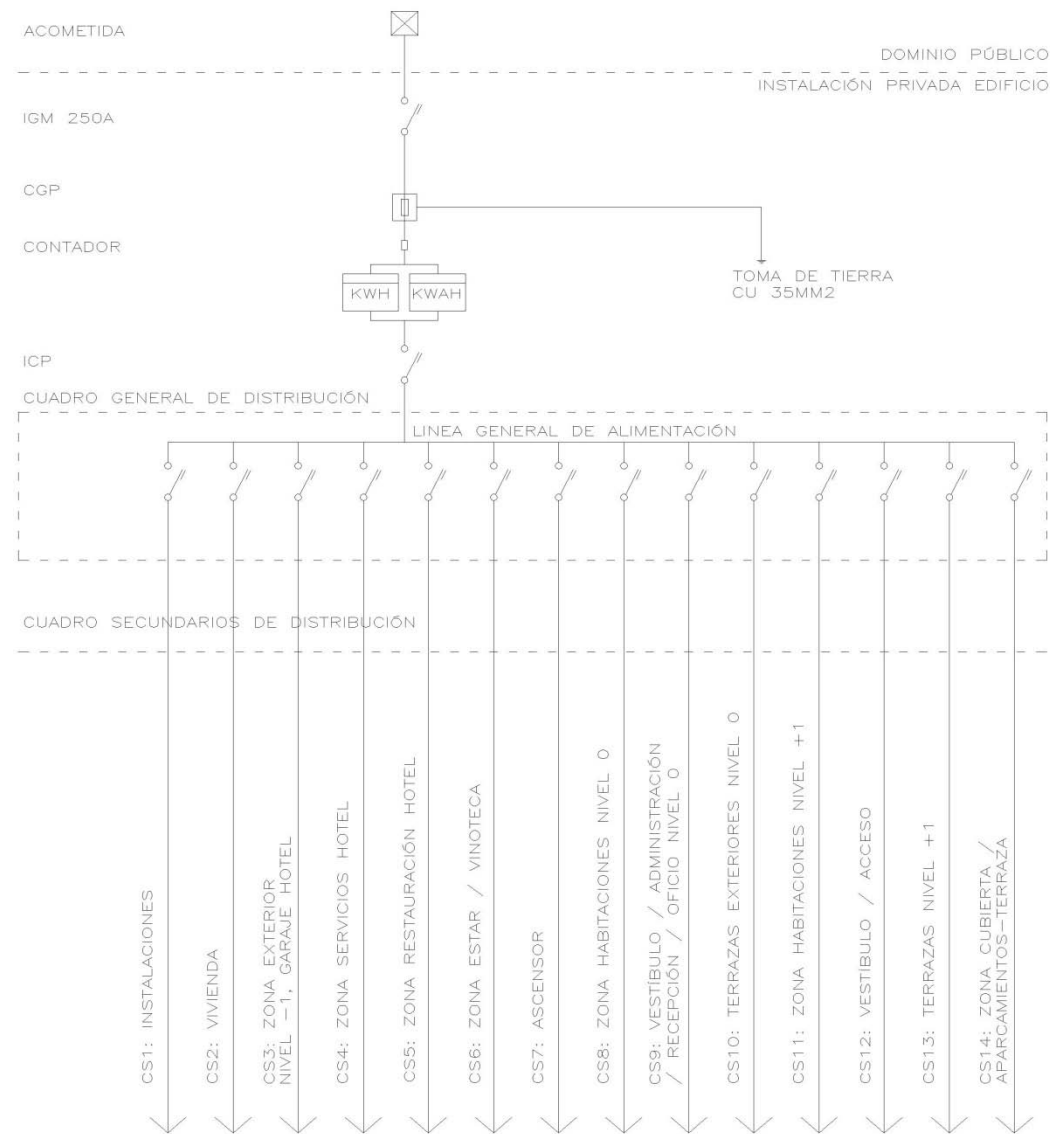 ACOMETIDA
DOMINIO PÚBLICO
INSTALACIÓN PRIVADA EDIFICIO
IGM 250A
CGP
CONTADOR
TOMA DE TIERRA
CU 35MM2
KWH
KWAH
ICP
CUADRO GENERAL DE DISTRIBUCIÓN
LINEA GENERAL DE ALIMENTACIÓN
CUADRO SECUNDARIOS DE DISTRIBUCIÓN
CS1: INSTALACIONES
CS2: VIVIENDA
CS3: ZONA EXTERIOR
NIVEL -1, GARAJE HOTEL
CS4: ZONA SERVICIOS HOTEL
CS5: ZONA RESTAURACIÓN HOTEL
CS6: ZONA ESTAR / VINOTECA
CS7: ASCENSOR
CS8: ZONA HABITACIONES NIVEL 0
CS9: VESTÍBULO / ADMINISTRACIÓN
/ RECEPCIÓN / OFICIO NIVEL 0
CS10: TERRAZAS EXTERIORES NIVEL 0
CS11: ZONA HABITACIONES NIVEL +1
CS12: VESTÍBULO / ACCESO
CS13: TERRAZAS NIVEL +1
CS14: ZONA CUBIERTA /
APARCAMIENTOS-TERRAZA